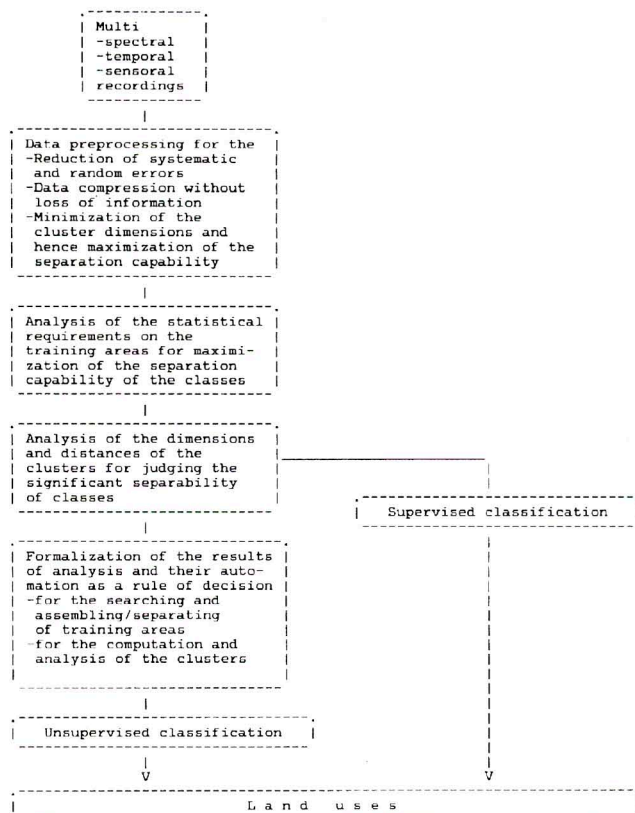 Multi
-spectral
-temporal
-sensoral
recordings
Data preprocessing for the
-Reduction of systematic
and random errors
-Data compression without
loss of information
-Minimization of the
cluster dimensions and
hence maximization of the
separation capability
Analysis of the statistical
requirements on the
training areas for maximi-
zation of the separation
capability of the classes
Analysis of the dimensions
and distances of the
clusters for judging the
significant separability
of classes
Supervised classification
Formalization of the results
of analysis and their auto-
mation as a rule of decision
-for the searching and
assembling/separating
of training areas
-for the computation and
analysis of the clusters
Unsupervised classification
V V
Land uses